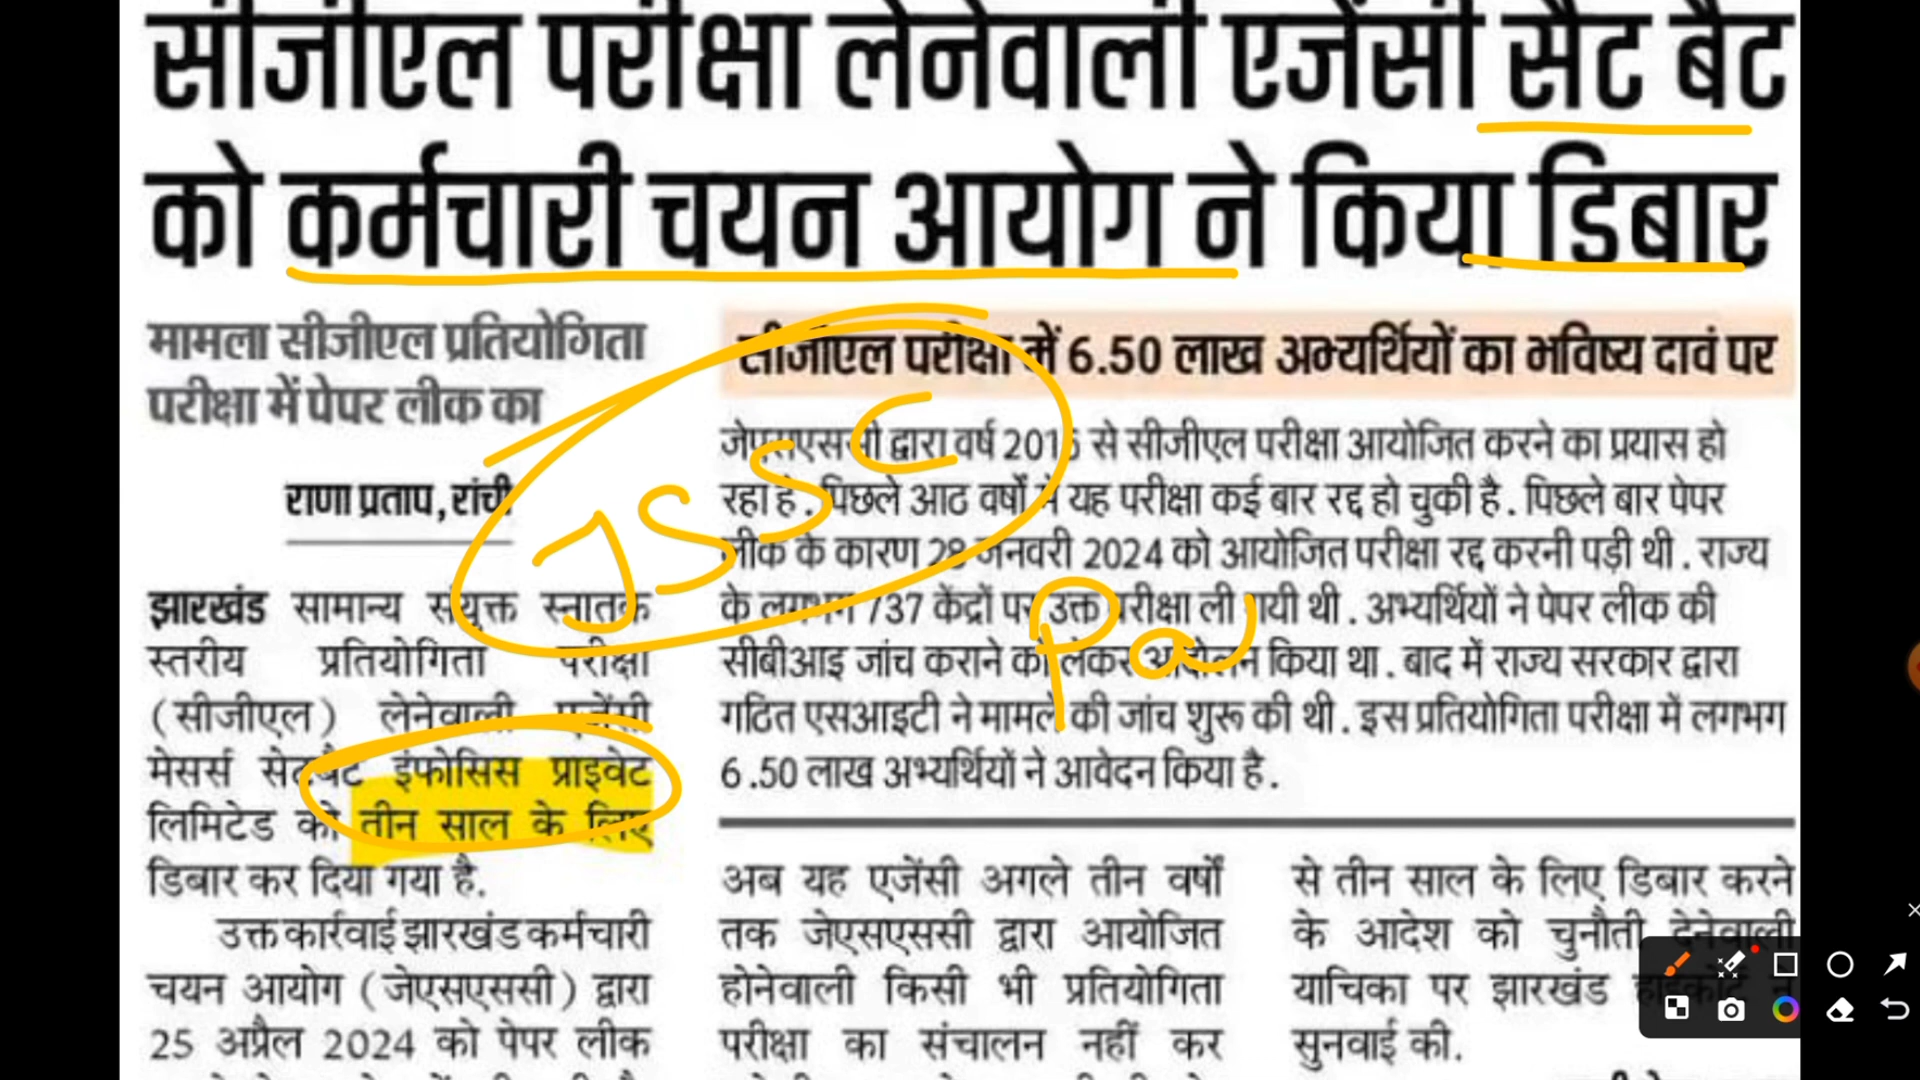 सीजीएल परीक्षा लेनेवाली एजेंसी सैट बैट
को कर्मचारी चयन आयोग ने किया डिबार
मामला सीजीएल प्रतियोगिता
परीक्षा में पेपर लीक का
राणा प्रताप, रांची
झारखंड सामान्य संयुक्त स्नातक
स्तरीय प्रतियोगिता परीक्षा
(सीजीएल) लेनेवाली एजेंसी
मेसर्स सेटबैट इंफोसिस प्राइवेट
लिमिटेड को तीन साल के लिए
डिबार कर दिया गया है.
उक्त कार्रवाई झारखंड कर्मचारी
चयन आयोग (जेएसएससी) द्वारा
25 अप्रैल 2024 को पेपर लीक
सीजीएल परीक्षा में 6.50 लाख अभ्यर्थियों का भविष्य दावं पर
जेएसएससी द्वारा वर्ष 2015 से सीजीएल परीक्षा आयोजित करने का प्रयास हो
रहा है. पिछले आठ वर्षों में यह परीक्षा कई बार रद्द हो चुकी है. पिछले बार पेपर
लीक के कारण 28 जनवरी 2024 को आयोजित परीक्षा रद्द करनी पड़ी थी. राज्य
के लगभग 737 केंद्रों पर उक्त परीक्षा ली गयी थी. अभ्यर्थियों ने पेपर लीक की
सीबीआइ जांच कराने को लेकर आंदोलन किया था. बाद में राज्य सरकार द्वारा
गठित एसआइटी ने मामले की जांच शुरू की थी. इस प्रतियोगिता परीक्षा में लगभग
6.50 लाख अभ्यर्थियों ने आवेदन किया है.
अब यह एजेंसी अगले तीन वर्षों
तक जेएसएससी द्वारा आयोजित
होनेवाली किसी भी प्रतियोगिता
परीक्षा का संचालन नहीं कर
से तीन साल के लिए डिबार करने
के आदेश को चुनौती देनेवाली
याचिका पर झारखंड हाइकोर्ट ने
सुनवाई की.
JSSC
Pa